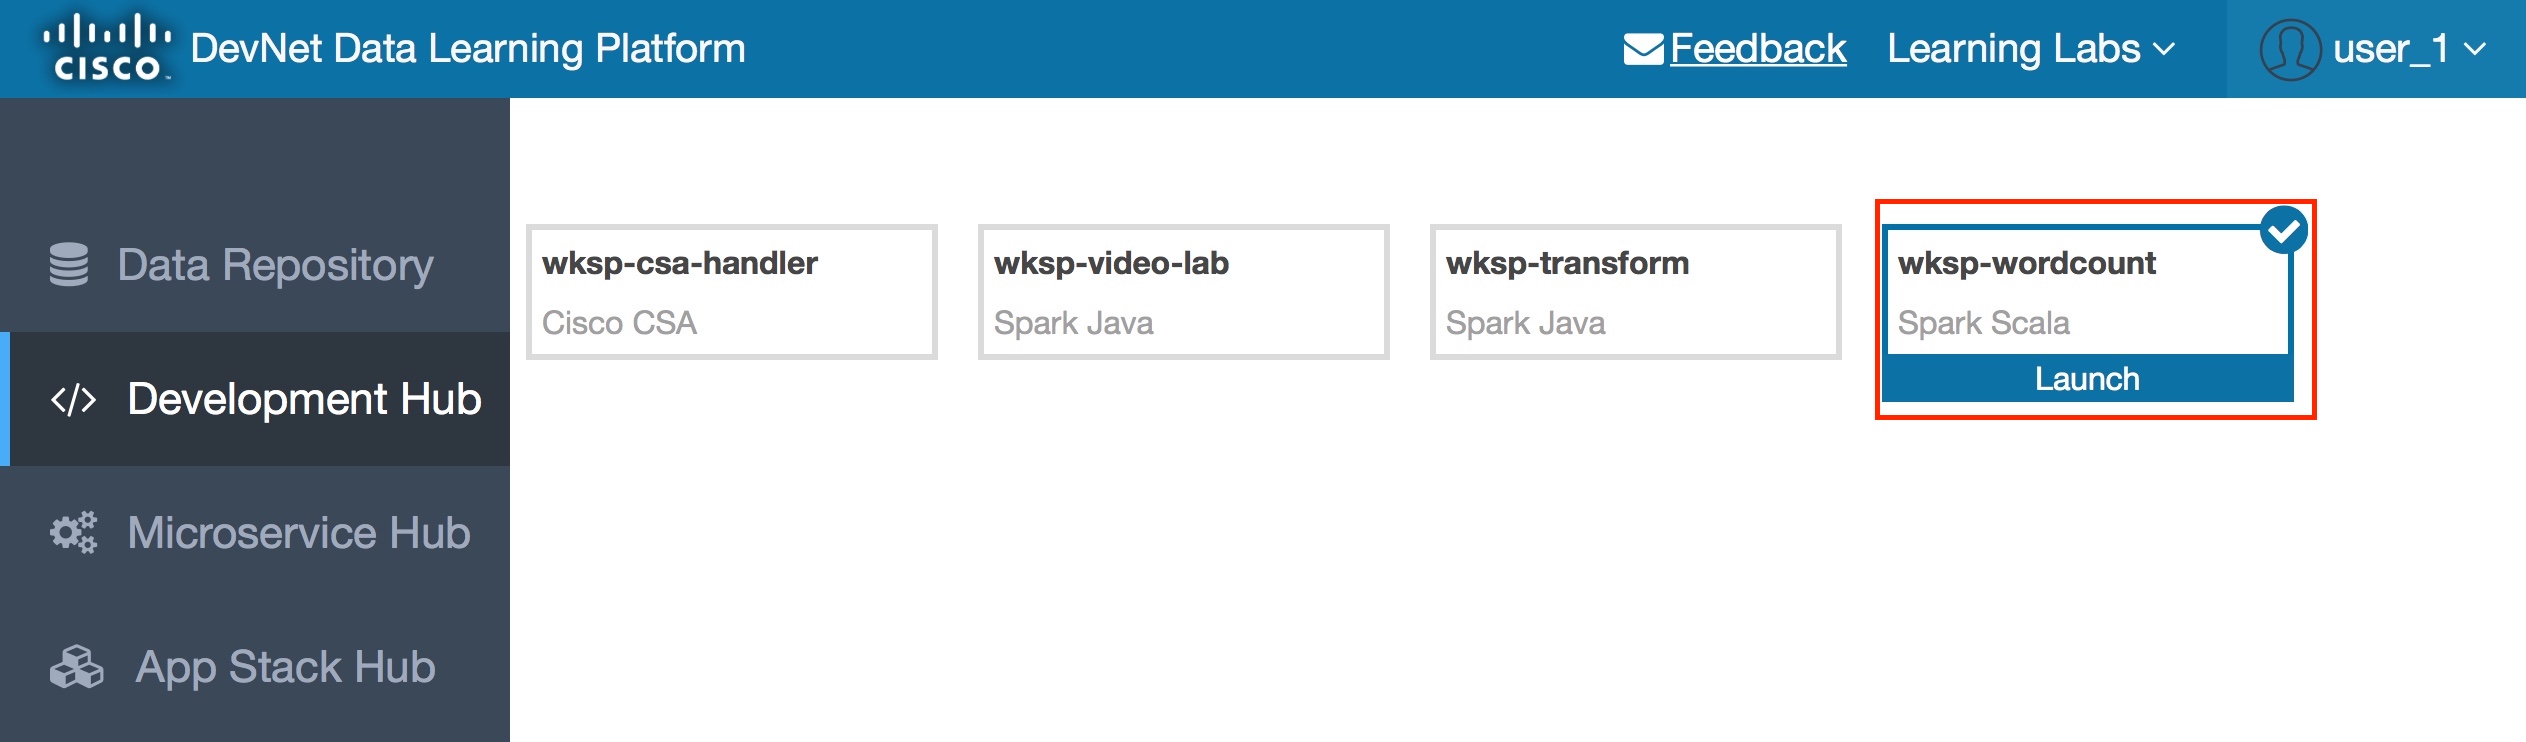 CISCO
DevNet Data Learning Platform
Feedback
Learning Labs
user_1
Data Repository
</> Development Hub
Microservice Hub
App Stack Hub
wksp-csa-handler
Cisco CSA
wksp-video-lab
Spark Java
wksp-transform
Spark Java
wksp-wordcount
Spark Scala
Launch